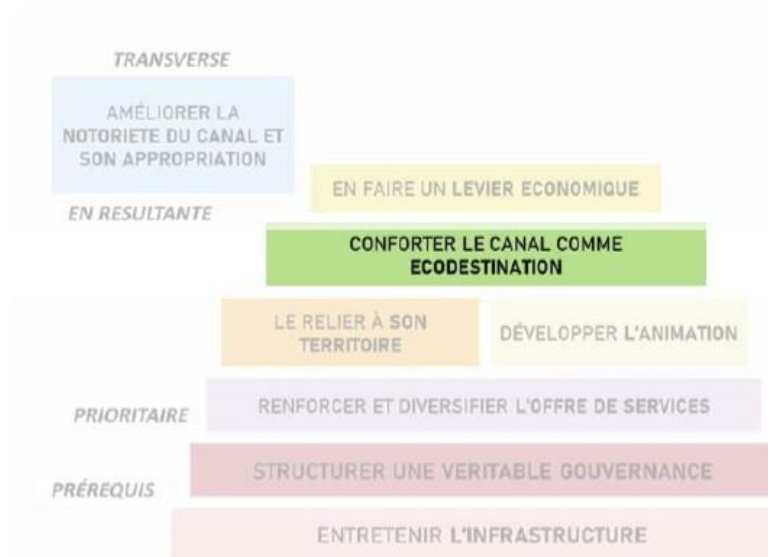 TRANSVERSE
AMÉLIORER LA
NOTORIETE DU CANAL ET
SON APPROPRIATION
EN FAIRE UN LEVIER ECONOMIQUE
EN RESULTANTE
CONFORTER LE CANAL COMME
ECODESTINATION
LE RELIER À SON
TERRITOIRE
DÉVELOPPER L'ANIMATION
PRIORITAIRE
RENFORCER ET DIVERSIFIER L'OFFRE DE SERVICES
STRUCTURER UNE VERITABLE GOUVERNANCE
PRÉREQUIS
ENTRETENIR L'INFRASTRUCTURE